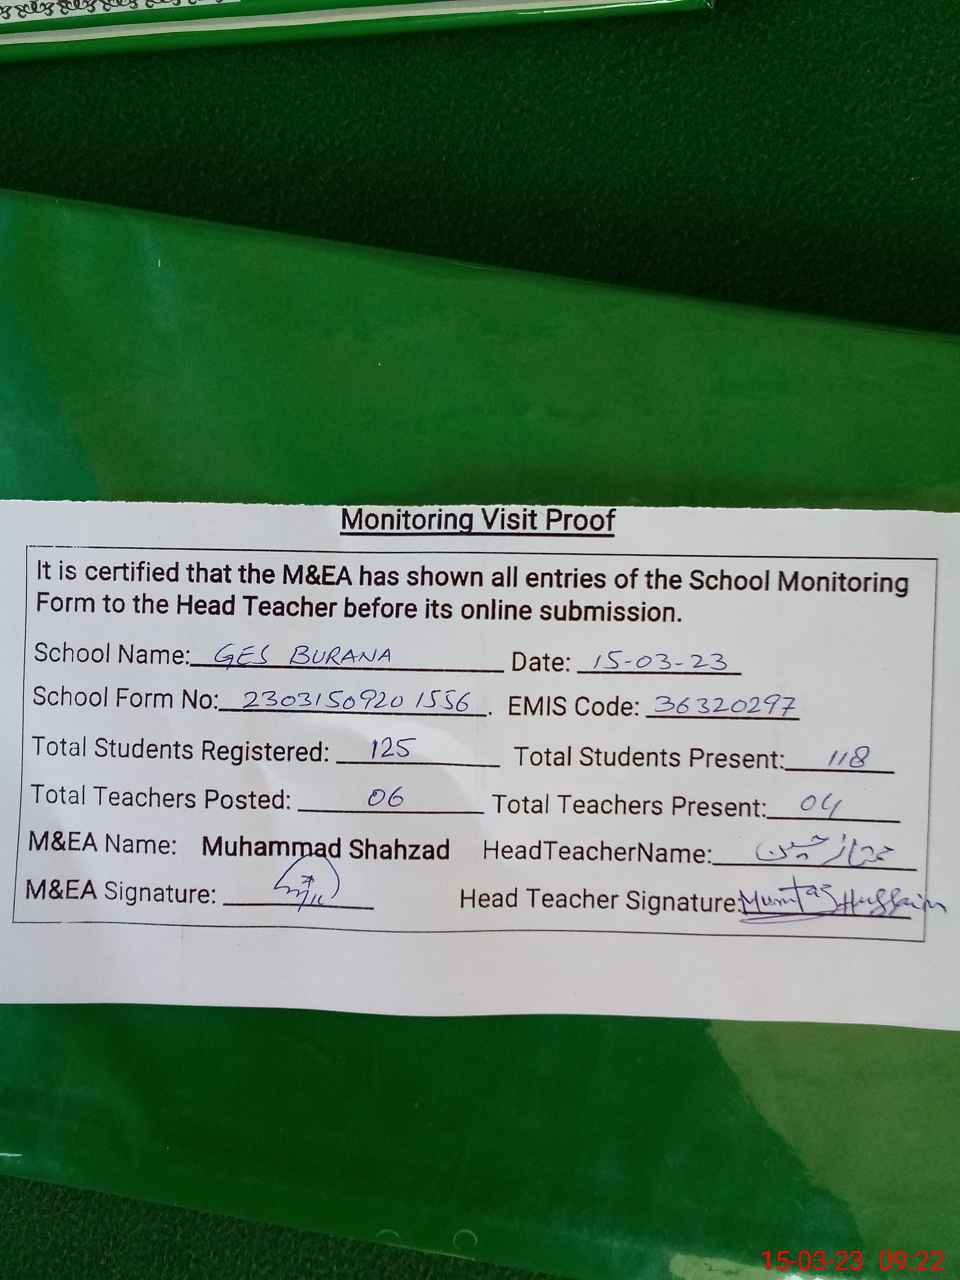 Monitoring Visit Proof
It is certified that the M&EA has shown all entries of the School Monitoring
Form to the Head Teacher before its online submission.
School Name: GES BURANA Date: 15-03-23
School Form No: 23031509201556. EMIS Code: 36320297
Total Students Registered: 125 Total Students Present: 118
Total Teachers Posted: 06 Total Teachers Present: 04
M&EA Name: Muhammad Shahzad HeadTeacherName: ممتاز حسین
M&EA Signature: Head Teacher Signature: Mumtaz Hussain
15-03-23 09:22